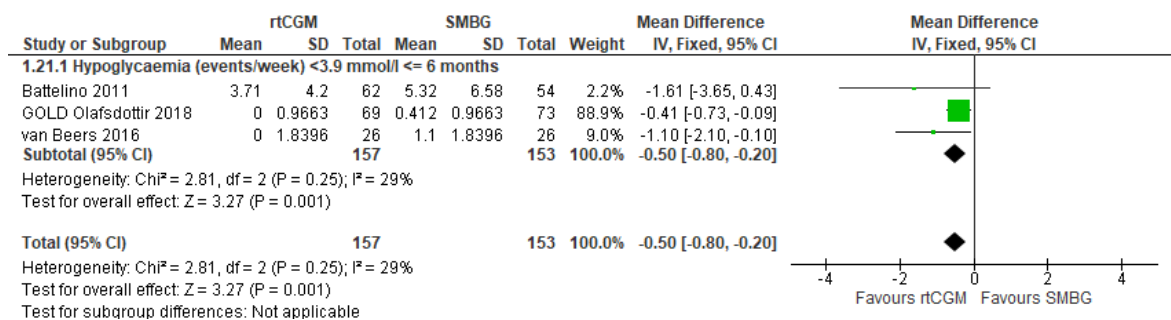 rtCGM SMBG Mean Difference Mean Difference
Study or Subgroup Mean SD Total Mean SD Total Weight IV, Fixed, 95% CI IV, Fixed, 95% CI
1.21.1 Hypoglycaemia (events/week) <3.9 mmol/l <= 6 months
Battelino 2011 3.71 4.2 62 5.32 6.58 54 2.2% -1.61 [-3.65, 0.43]
GOLD Olafsdottir 2018 0 0.9663 69 0.412 0.9663 73 88.9% -0.41 [-0.73, -0.09]
van Beers 2016 0 1.8396 26 1.1 1.8396 26 9.0% -1.10 [-2.10, -0.10]
Subtotal (95% CI) 157 153 100.0% -0.50 [-0.80, -0.20]
Heterogeneity: Chi² = 2.81, df = 2 (P = 0.25); I² = 29%
Test for overall effect: Z = 3.27 (P = 0.001)
Total (95% CI) 157 153 100.0% -0.50 [-0.80, -0.20]
Heterogeneity: Chi² = 2.81, df = 2 (P = 0.25); I² = 29%
Test for overall effect: Z = 3.27 (P = 0.001)
Test for subgroup differences: Not applicable
-4 -2 0 2 4
Favours rtCGM Favours SMBG